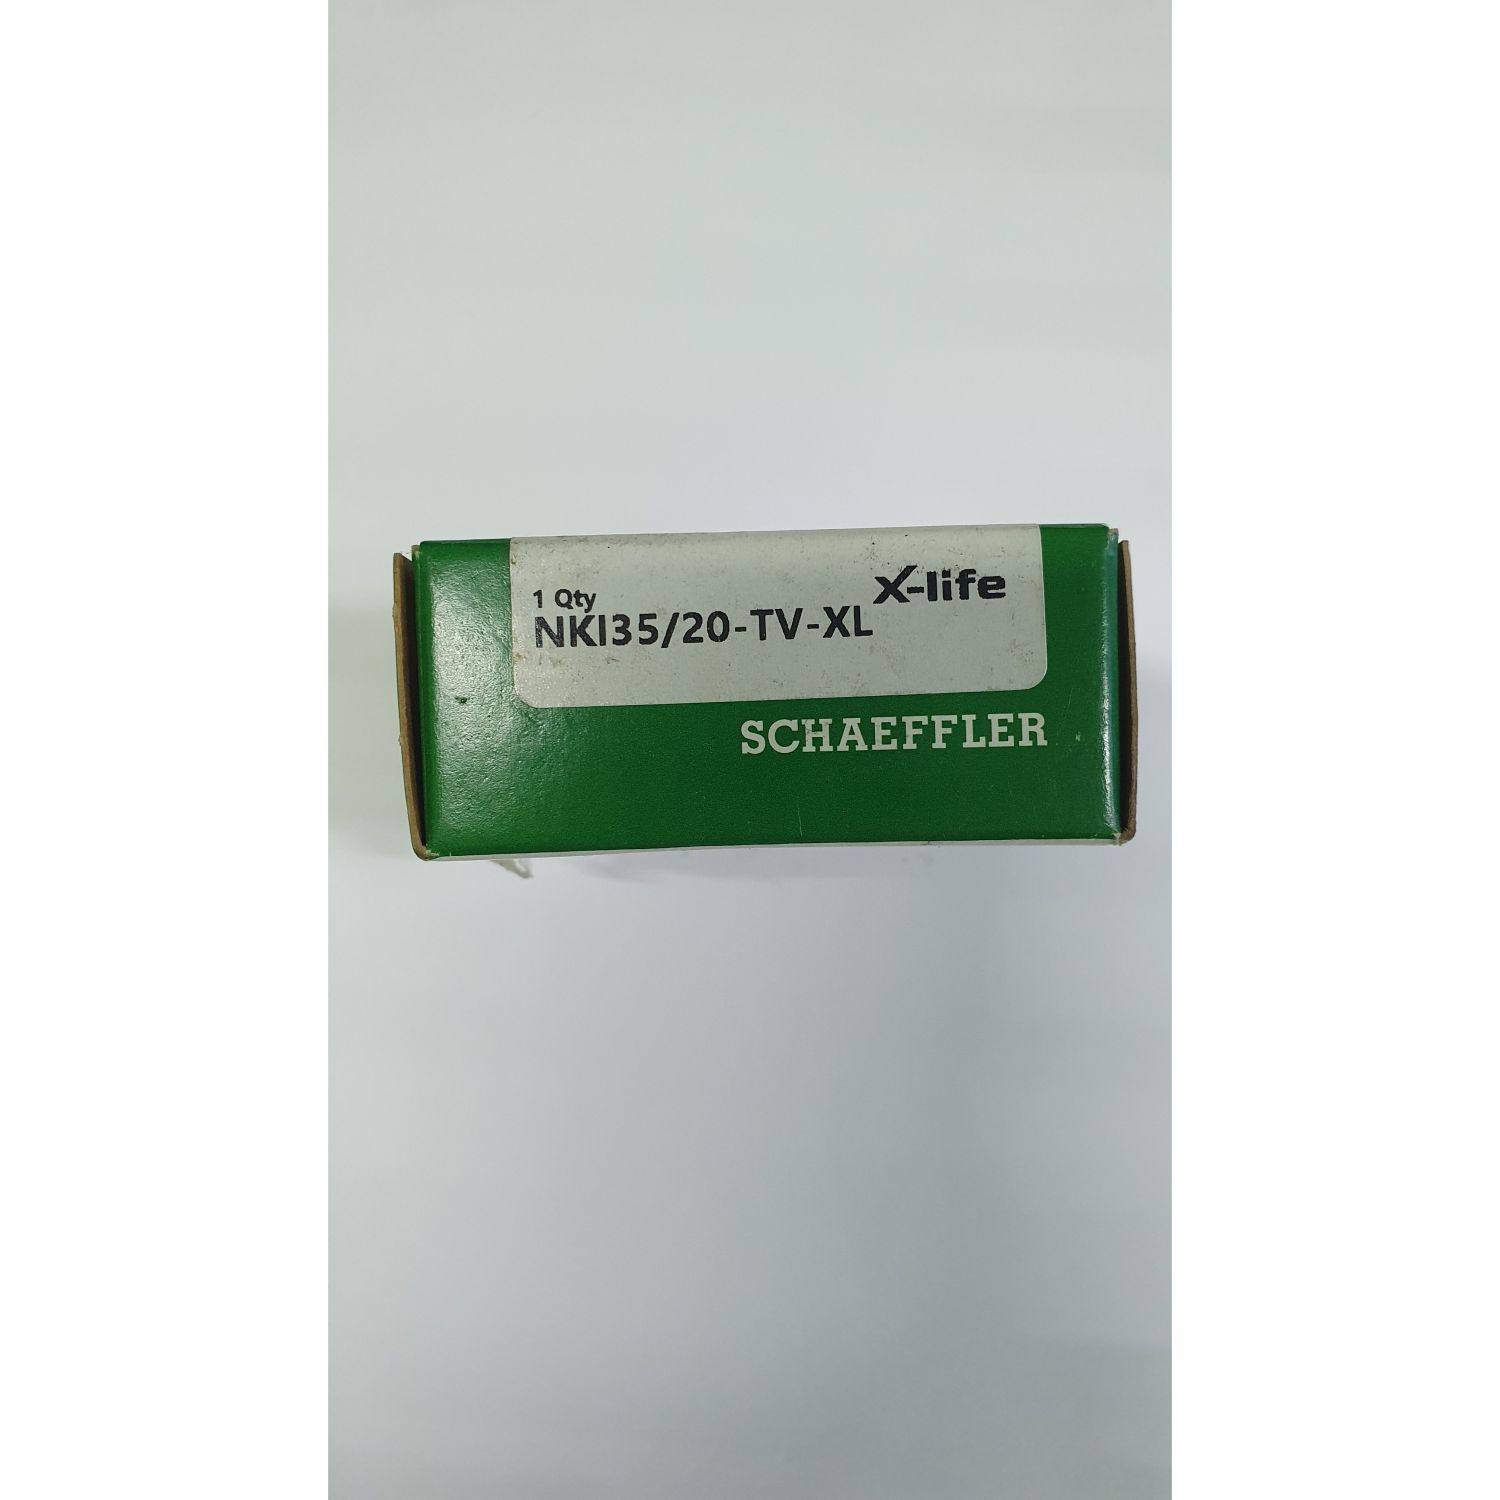 X-life
1 Qty
NKI35/20-TV-XL
SCHAEFFLER